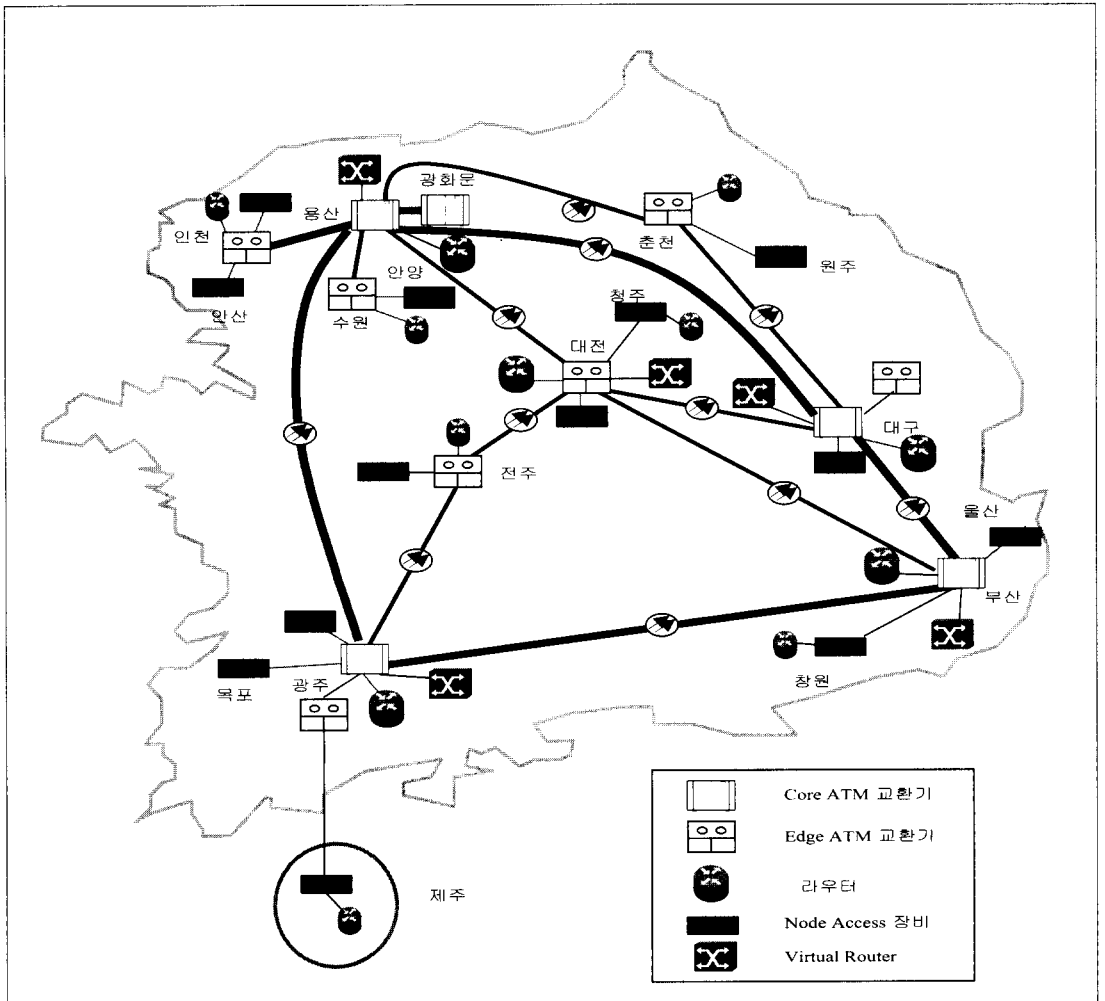 광화문
용산
인천
춘천
원주
안양
안산
수원
청주
대전
대구
전주
울산
부산
창원
목포
광주
제주
Core ATM 교환기
Edge ATM 교환기
라우터
Node Access 장비
Virtual Router